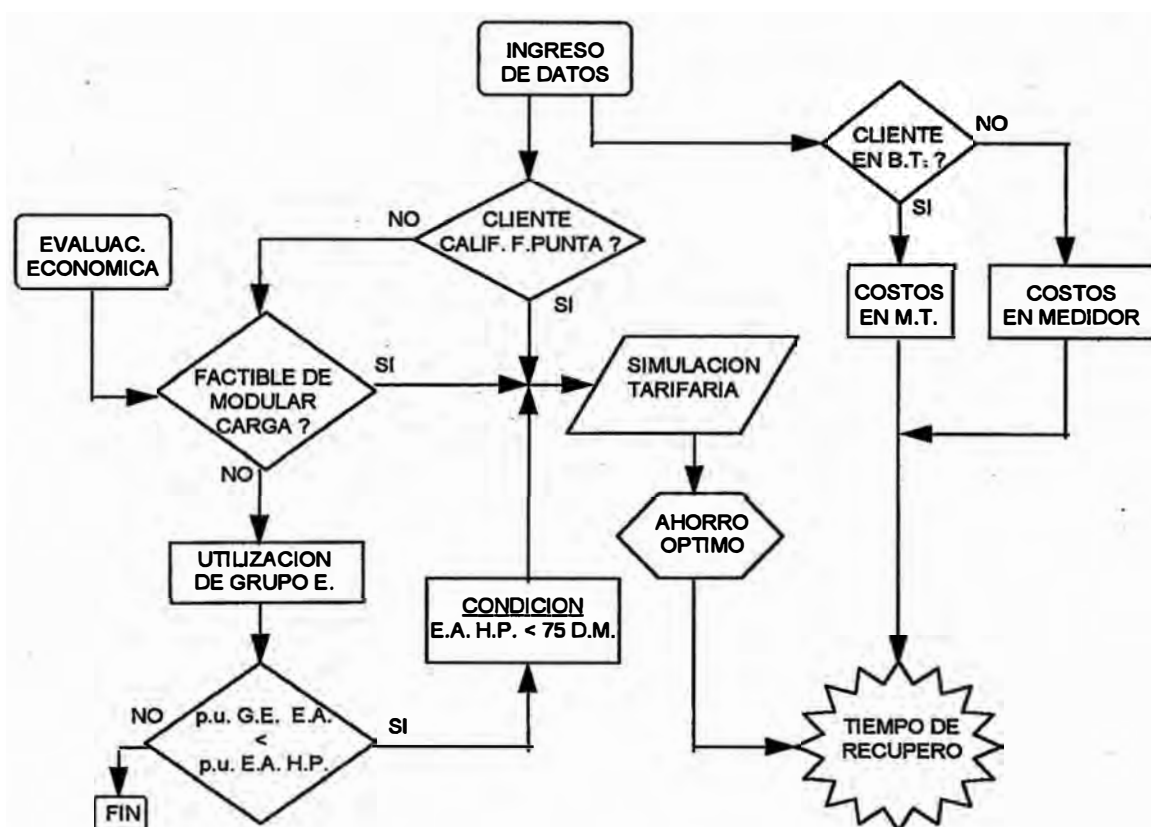 INGRESO
DE DATOS
CLIENTE
EN B.T. ?
NO
SI
NO
CLIENTE
CALIF. F.PUNTA ?
SI
EVALUAC.
ECONOMICA
COSTOS
EN M.T.
COSTOS
EN MEDIDOR
FACTIBLE DE
MODULAR
CARGA ?
SI
NO
SIMULACION
TARIFARIA
AHORRO
OPTIMO
UTILIZACION
DE GRUPO E.
CONDICION
E.A. H.P. < 75 D.M.
NO
p.u. G.E. E.A.
<
p.u. E.A. H.P.
SI
TIEMPO DE
RECUPERO
FIN